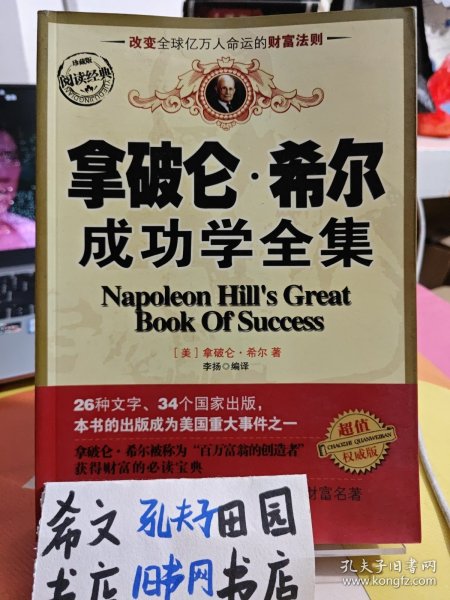 改变全球亿万人命运的财富法则
珍藏版
阅读经典
拿破仑·希尔
成功学全集
Napoleon Hill's Great
Book Of Success
[美] 拿破仑·希尔 著
李扬 编译
26种文字、34个国家出版，
本书的出版成为美国重大事件之一
拿破仑·希尔被称为“百万富翁的创造者”
获得财富的必读宝典
财富名著
超值
CHAOZHI QUANWEIBAN
权威版
希文 孔夫子 田园
书店 旧书网 书店
孔夫子旧书网
www.kongfz.com